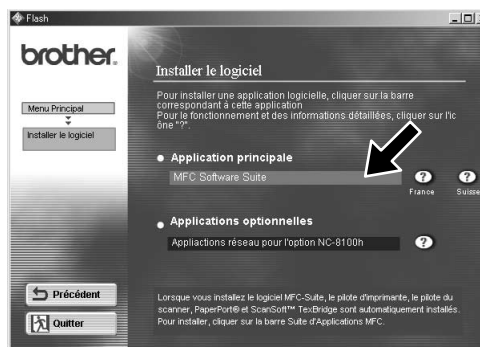 Flash
brother.
Installer le logiciel
Menu Principal
Installer le logiciel
Pour installer une application logicielle, cliquer sur la barre
correspondant à cette application
Pour le fonctionnement et des informations détaillées, cliquer sur l'ic
ône "?".
Application principale
MFC Software Suite
?
?
France
Suisse
Applications optionnelles
Appliactions réseau pour l'option NC-8100h
?
Précédent
Quitter
Lorsque vous installez le logiciel MFC-Suite, le pilote d'imprimante, le pilote du
scanner, PaperPort® et ScanSoft™ TexBridge sont automatiquement installés.
Pour installer, cliquer sur la barre Suite d'Applications MFC.